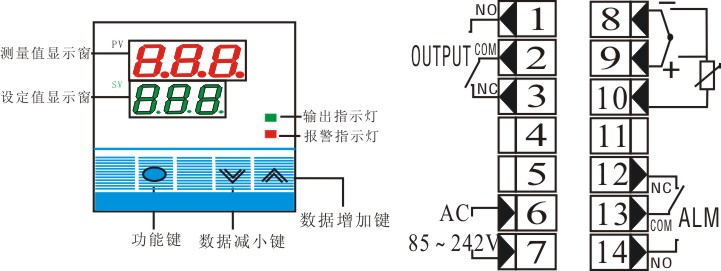 测量值显示窗
PV
8.8.8.
设定值显示窗
SV
8.8.8.
输出指示灯
报警指示灯
功能键
数据减小键
数据增加键
NO
OUTPUT
COM
NC
AC
85~242V
1
2
3
4
5
6
7
8
9
10
11
12
13
14
−
+
NC
COM
ALM
NO